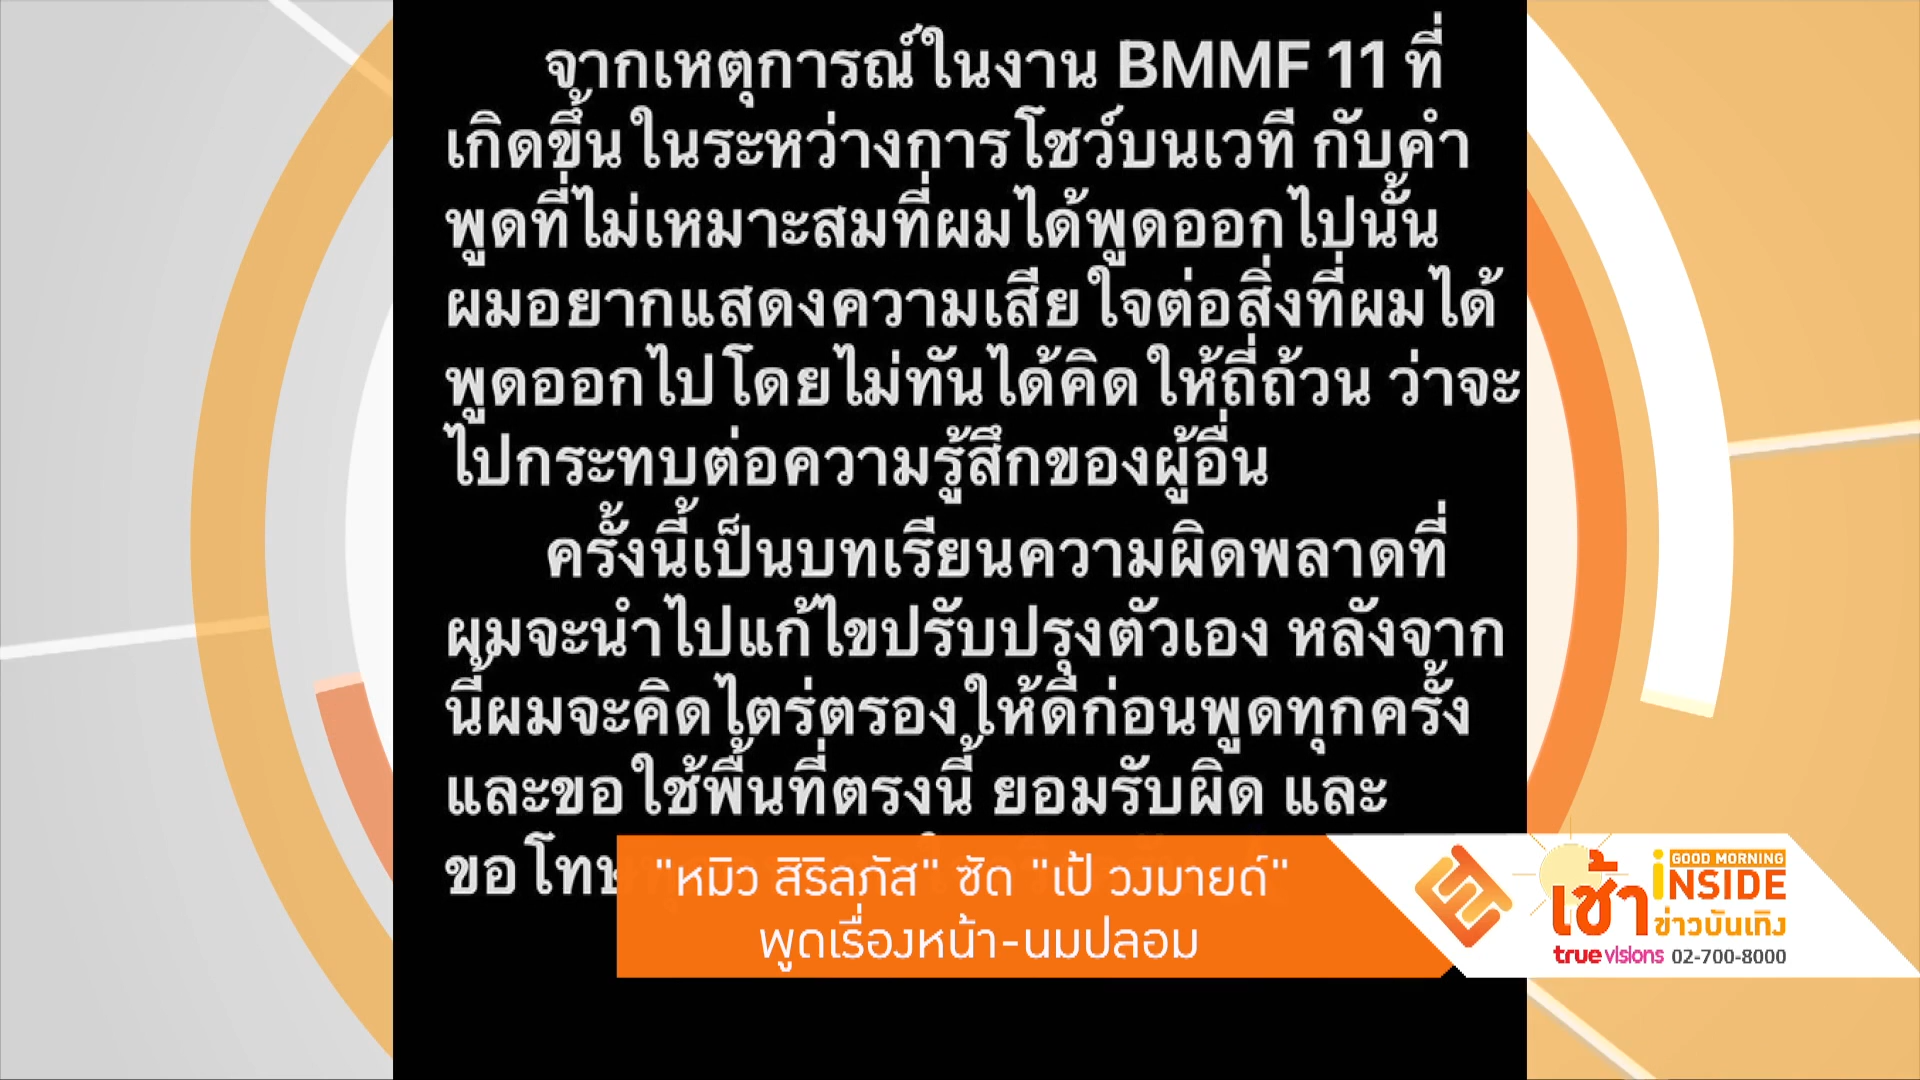 จากเหตุการณ์ในงาน BMMF 11 ที่
เกิดขึ้นในระหว่างการโชว์บนเวที กับคำ
พูดที่ไม่เหมาะสมที่ผมได้พูดออกไปนั้น
ผมอยากแสดงความเสียใจต่อสิ่งที่ผมได้
พูดออกไปโดยไม่ทันได้คิดให้ถี่ถ้วน ว่าจะ
ไปกระทบต่อความรู้สึกของผู้อื่น
ครั้งนี้เป็นบทเรียนความผิดพลาดที่
ผมจะนำไปแก้ไขปรับปรุงตัวเอง หลังจาก
นี้ผมจะคิดไตร่ตรองให้ดีก่อนพูดทุกครั้ง
และขอใช้พื้นที่ตรงนี้ ยอมรับผิด และ
ขอโทษ
"หมิว สิริลภัส" ซัด "เป้ วงมายด์"
พูดเรื่องหน้า-นมปลอม
GOOD MORNING
iNSIDE
เช้า
ข่าวบันเทิง
truevisions 02-700-8000